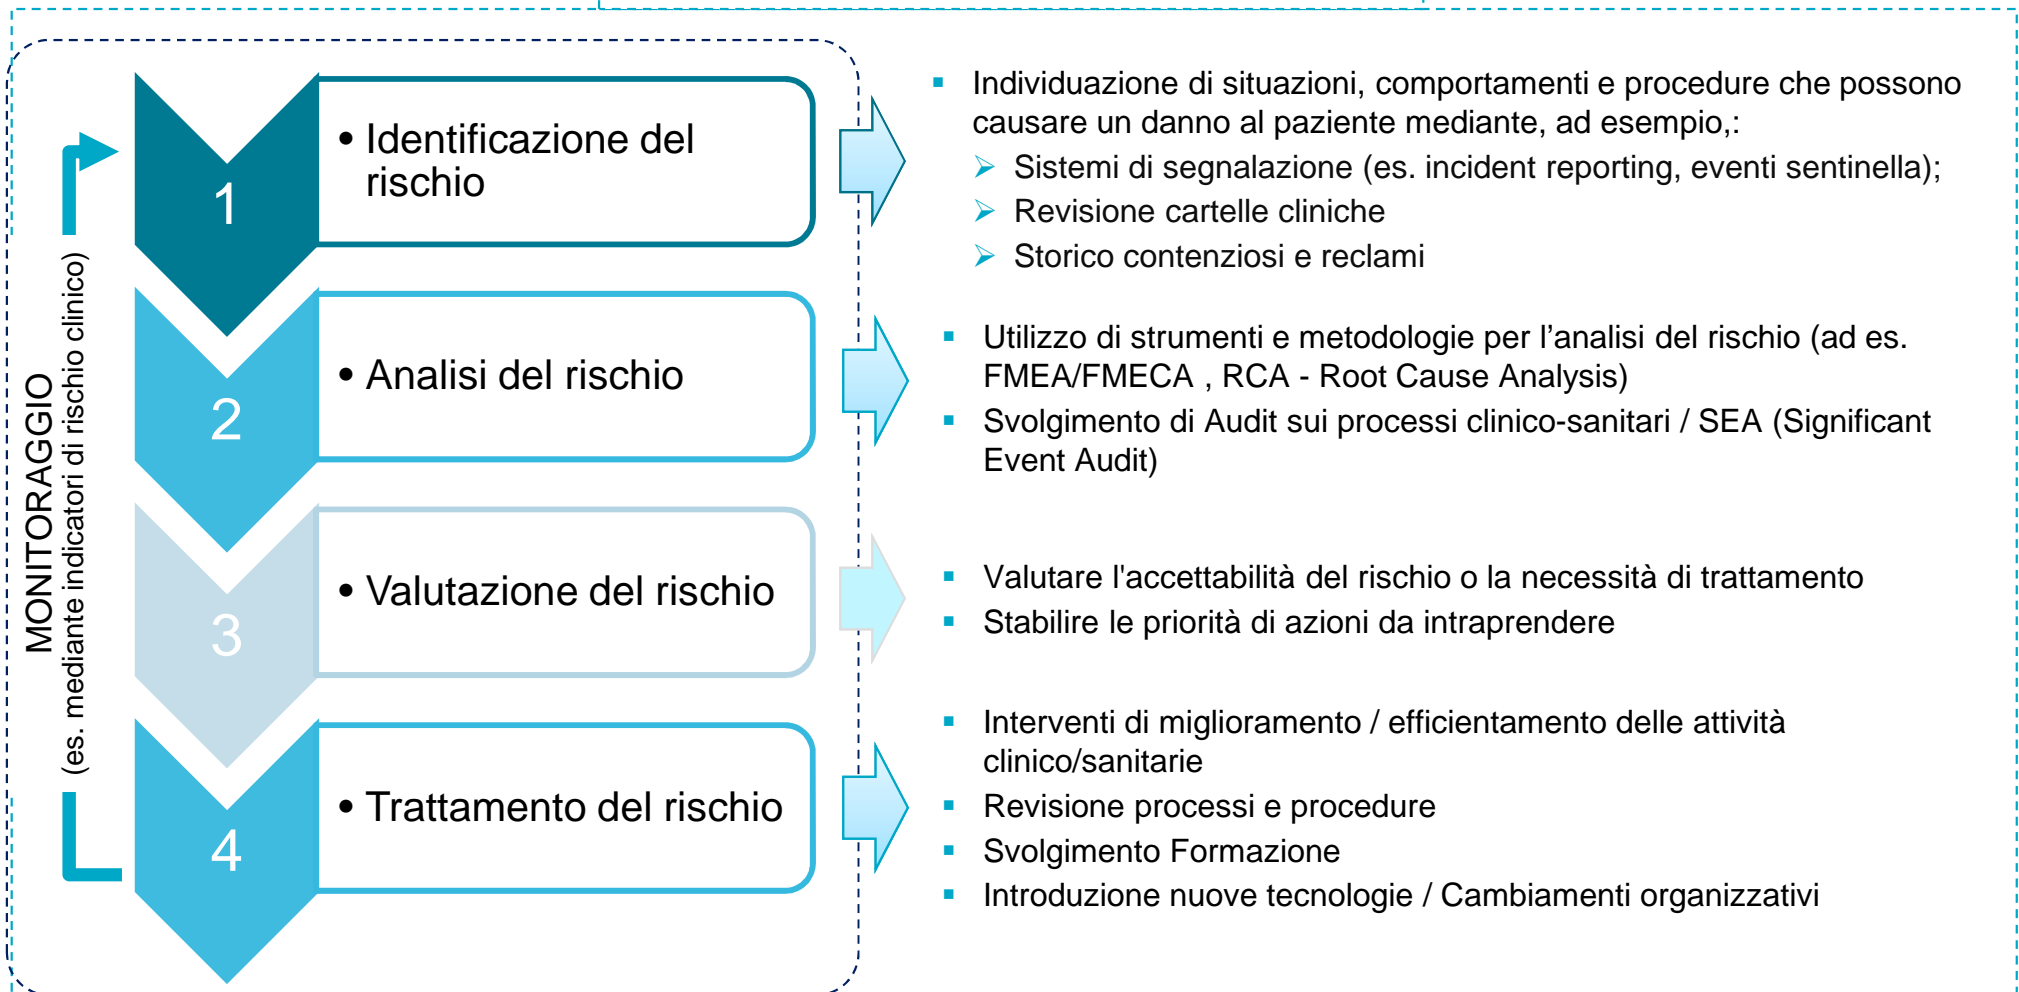 MONITORAGGIO
(es. mediante indicatori di rischio clinico)
1
• Identificazione del
rischio
▪ Individuazione di situazioni, comportamenti e procedure che possono
causare un danno al paziente mediante, ad esempio,:
➢ Sistemi di segnalazione (es. incident reporting, eventi sentinella);
➢ Revisione cartelle cliniche
➢ Storico contenziosi e reclami
2
• Analisi del rischio
▪ Utilizzo di strumenti e metodologie per l’analisi del rischio (ad es.
FMEA/FMECA , RCA - Root Cause Analysis)
▪ Svolgimento di Audit sui processi clinico-sanitari / SEA (Significant
Event Audit)
3
• Valutazione del rischio
▪ Valutare l'accettabilità del rischio o la necessità di trattamento
▪ Stabilire le priorità di azioni da intraprendere
4
• Trattamento del rischio
▪ Interventi di miglioramento / efficientamento delle attività
clinico/sanitarie
▪ Revisione processi e procedure
▪ Svolgimento Formazione
▪ Introduzione nuove tecnologie / Cambiamenti organizzativi